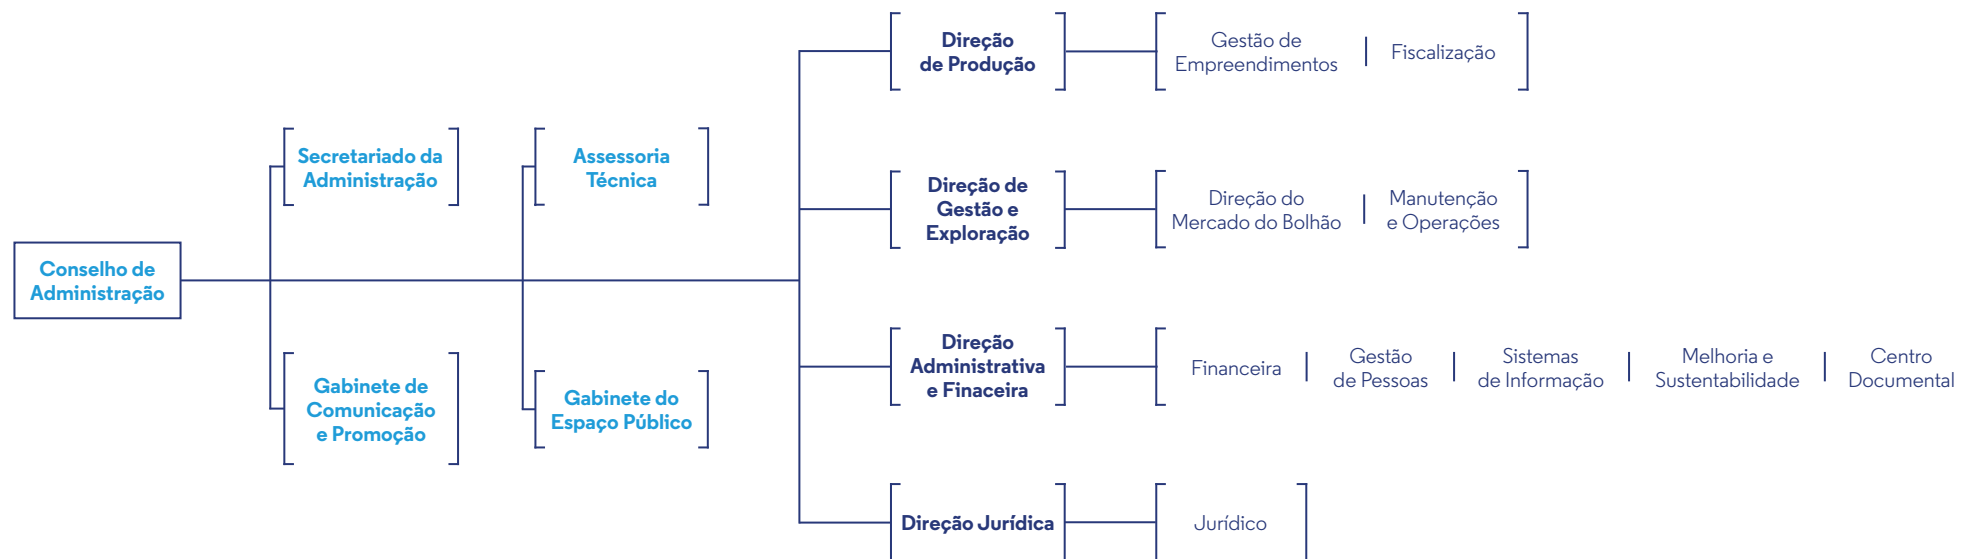 Conselho de
Administração
Secretariado da
Administração
Gabinete de
Comunicação
e Promoção
Assessoria
Técnica
Gabinete do
Espaço Público
Direção
de Produção
Gestão de
Empreendimentos
Fiscalização
Direção de
Gestão e
Exploração
Direção do
Mercado do Bolhão
Manutenção
e Operações
Direção
Administrativa
e Finaceira
Financeira
Gestão
de Pessoas
Sistemas
de Informação
Melhoria e
Sustentabilidade
Centro
Documental
Direção Jurídica
Jurídico